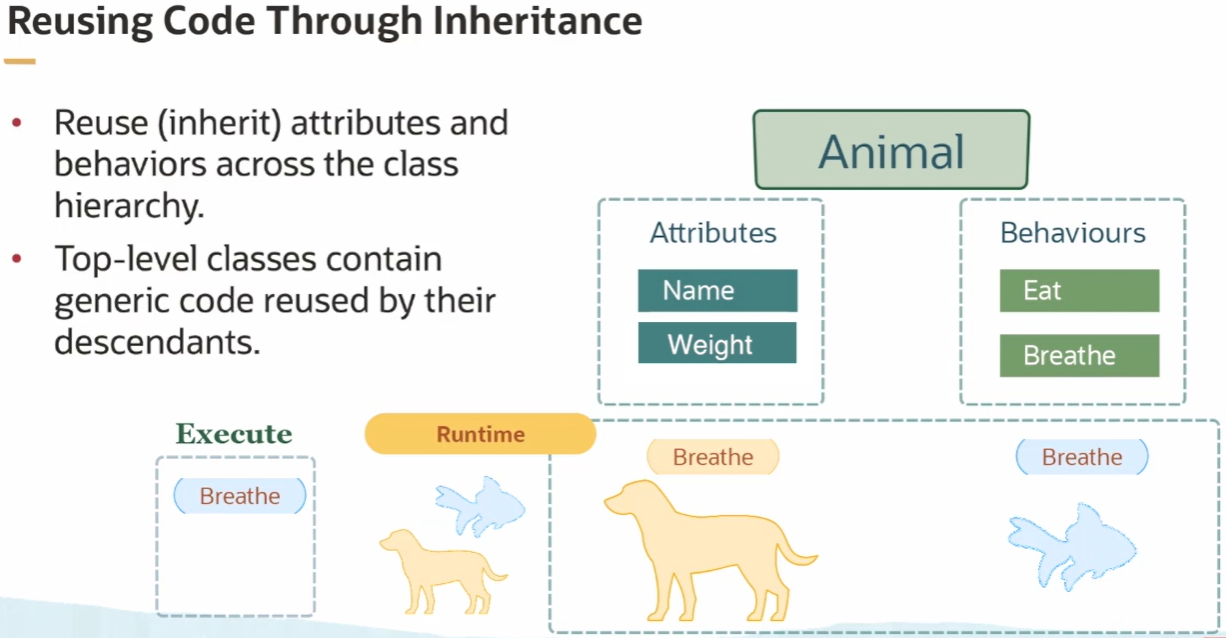 Reusing Code Through Inheritance
• Reuse (inherit) attributes and
behaviors across the class
hierarchy.
• Top-level classes contain
generic code reused by their
descendants.
Animal
Attributes
Name
Weight
Behaviours
Eat
Breathe
Execute
Breathe
Runtime
Breathe
Breathe